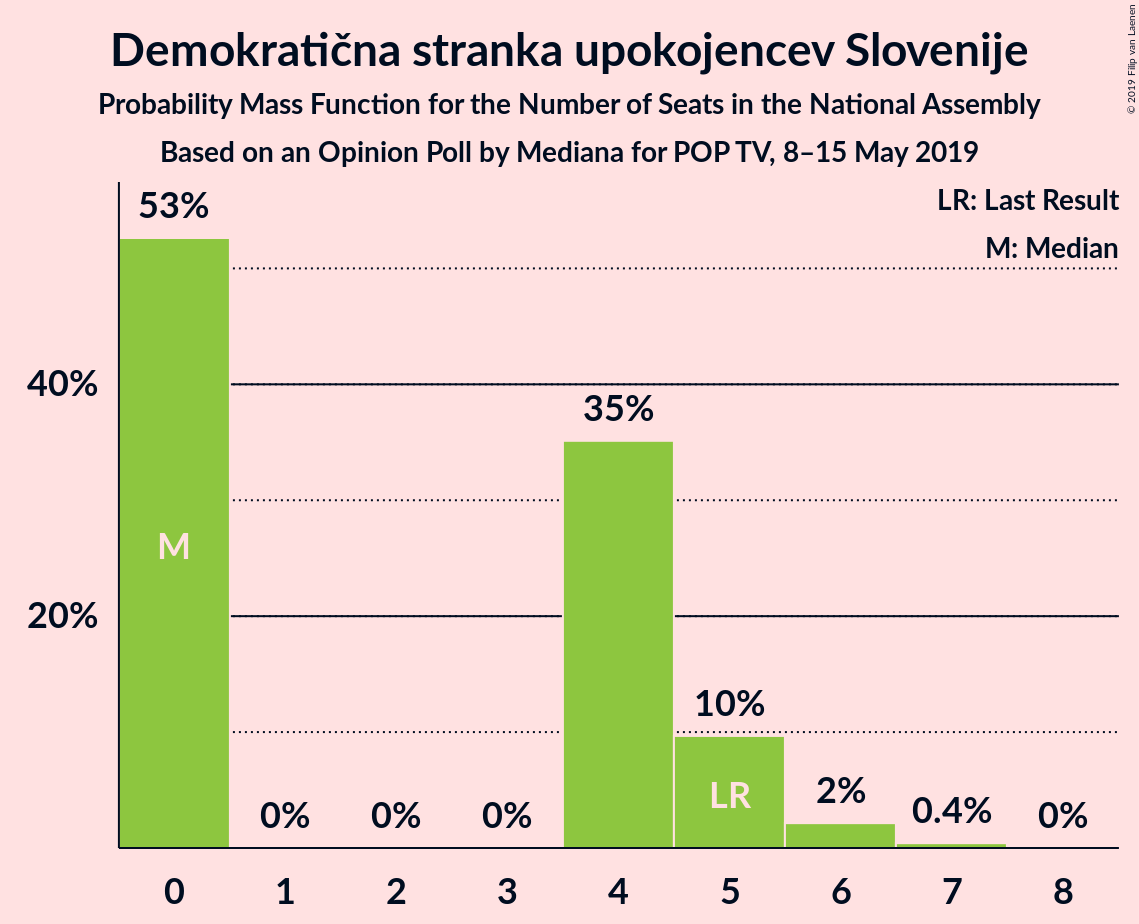 Demokratična stranka upokojencev Slovenije
Probability Mass Function for the Number of Seats in the National Assembly
Based on an Opinion Poll by Mediana for POP TV, 8–15 May 2019
© 2019 Filip van Laenen
LR: Last Result
M: Median
53%
40%
35%
M
20%
10%
LR
2%
0% 0% 0% 0.4% 0%
0 1 2 3 4 5 6 7 8